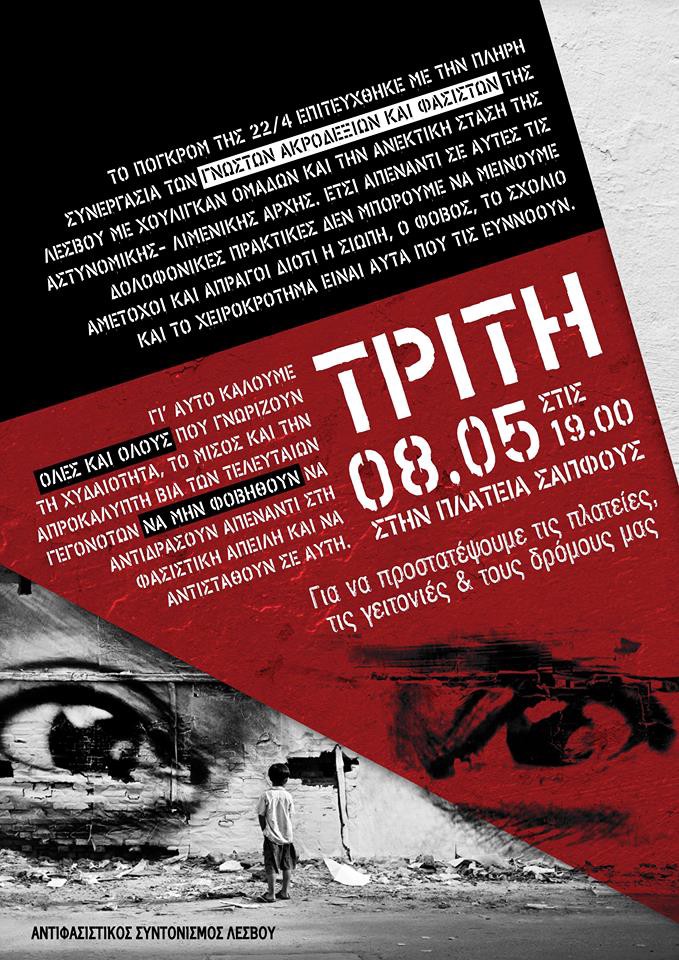 ΤΟ ΠΟΓΚΡΟΜ ΤΗΣ 22/4 ΕΠΙΤΕΥΧΘΗΚΕ ΜΕ ΤΗΝ ΠΛΗΡΗ
ΣΥΝΕΡΓΑΣΙΑ ΤΩΝ ΓΝΩΣΤΩΝ ΑΚΡΟΔΕΞΙΩΝ ΚΑΙ ΦΑΣΙΣΤΩΝ ΤΗΣ
ΛΕΣΒΟΥ ΜΕ ΧΟΥΛΙΓΚΑΝ ΟΜΑΔΩΝ ΚΑΙ ΤΗΝ ΑΝΕΚΤΙΚΗ ΣΤΑΣΗ ΤΗΣ
ΑΣΤΥΝΟΜΙΚΗΣ- ΛΙΜΕΝΙΚΗΣ ΑΡΧΗΣ. ΕΤΣΙ ΑΠΕΝΑΝΤΙ ΣΕ ΑΥΤΕΣ ΤΙΣ
ΔΟΛΟΦΟΝΙΚΕΣ ΠΡΑΚΤΙΚΕΣ ΔΕΝ ΜΠΟΡΟΥΜΕ ΝΑ ΜΕΙΝΟΥΜΕ
ΑΜΕΤΟΧΟΙ ΚΑΙ ΑΠΡΑΓΟΙ ΔΙΟΤΙ Η ΣΙΩΠΗ, Ο ΦΟΒΟΣ, ΤΟ ΣΧΟΛΙΟ
ΚΑΙ ΤΟ ΧΕΙΡΟΚΡΟΤΗΜΑ ΕΙΝΑΙ ΑΥΤΑ ΠΟΥ ΤΙΣ ΕΥΝΝΟΟΥΝ.
ΓΙ' ΑΥΤΟ ΚΑΛΟΥΜΕ
ΟΛΕΣ ΚΑΙ ΟΛΟΥΣ ΠΟΥ ΓΝΩΡΙΖΟΥΝ
ΤΗ ΧΥΔΑΙΟΤΗΤΑ, ΤΟ ΜΙΣΟΣ ΚΑΙ ΤΗΝ
ΑΠΡΟΚΑΛΥΠΤΗ ΒΙΑ ΤΩΝ ΤΕΛΕΥΤΑΙΩΝ
ΓΕΓΟΝΟΤΩΝ ΝΑ ΜΗΝ ΦΟΒΗΘΟΥΝ ΝΑ
ΑΝΤΙΔΡΑΣΟΥΝ ΑΠΕΝΑΝΤΙ ΣΤΗ
ΦΑΣΙΣΤΙΚΗ ΑΠΕΙΛΗ ΚΑΙ ΝΑ
ΑΝΤΙΣΤΑΘΟΥΝ ΣΕ ΑΥΤΗ.
ΤΡΙΤΗ
08.05 ΣΤΙΣ
19.00
ΣΤΗΝ ΠΛΑΤΕΙΑ ΣΑΠΦΟΥΣ
Για να προστατέψουμε τις πλατείες,
τις γειτονιές & τους δρόμους μας
ΑΝΤΙΦΑΣΙΣΤΙΚΟΣ ΣΥΝΤΟΝΙΣΜΟΣ ΛΕΣΒΟΥ